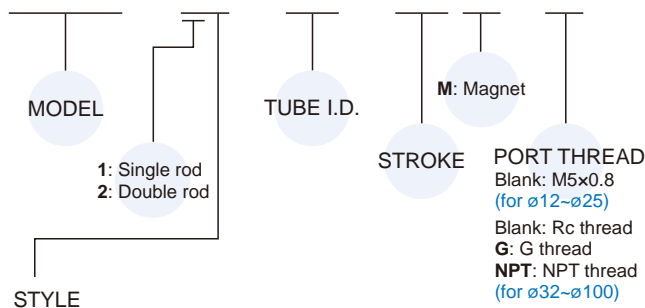 MODEL
1: Single rod
2: Double rod
STYLE
TUBE I.D.
STROKE
M: Magnet
PORT THREAD
Blank: M5×0.8
(for ø12~ø25)
Blank: Rc thread
G: G thread
NPT: NPT thread
(for ø32~ø100)